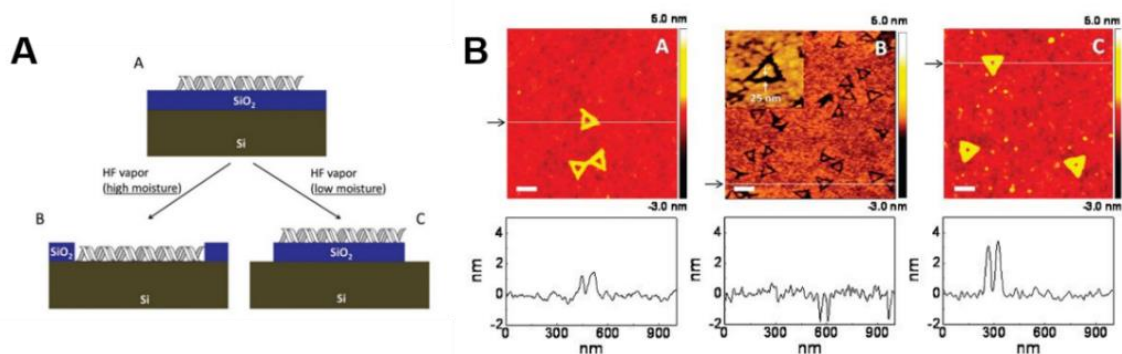 A
A
SiO2
Si
HF vapor
(high moisture)
HF vapor
(low moisture)
B
SiO2
Si
C
SiO2
Si
B
5.0 nm
A
-3.0 nm
4
2
0
-2
nm
0 300 600 900
nm
5.0 nm
B
25 nm
-3.0 nm
4
2
0
-2
nm
0 300 600 900
nm
5.0 nm
C
-3.0 nm
4
2
0
-2
nm
0 300 600 900
nm